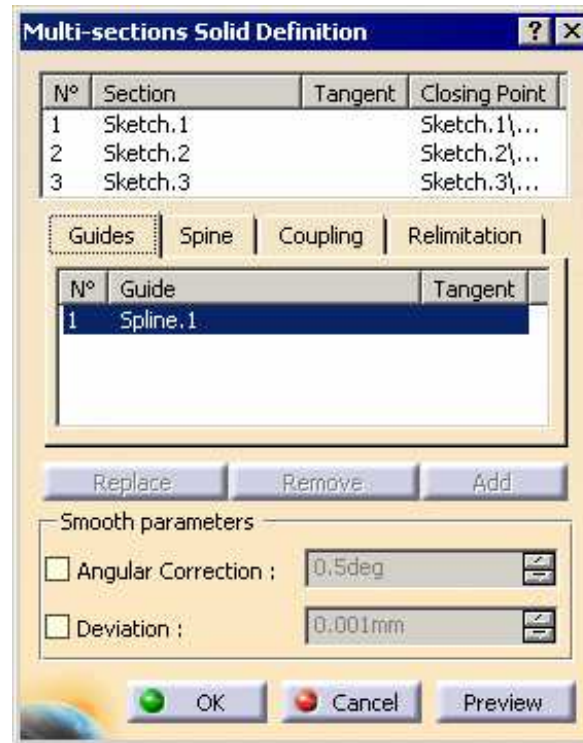 Multi-sections Solid Definition ? X
N° Section Tangent Closing Point
1 Sketch.1 Sketch.1\...
2 Sketch.2 Sketch.2\...
3 Sketch.3 Sketch.3\...
Guides Spine Coupling Relimitation
N° Guide Tangent
1 Spline.1
Replace Remove Add
Smooth parameters
Angular Correction : 0.5deg
Deviation : 0.001mm
OK Cancel Preview